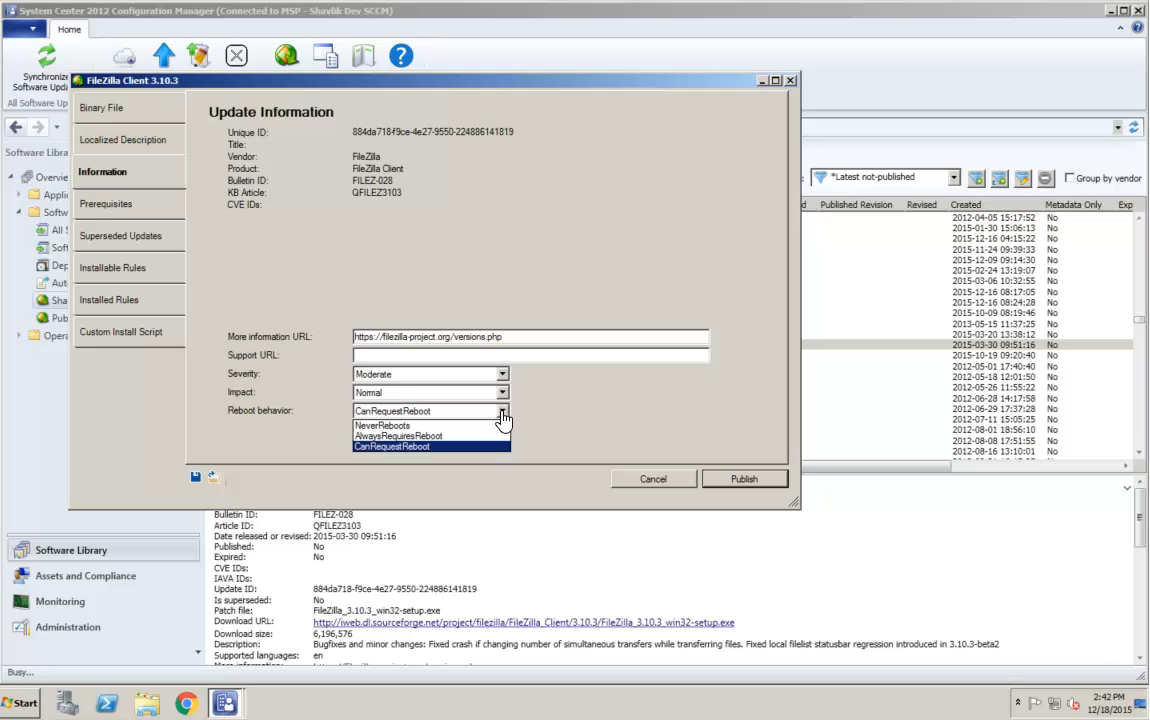 System Center 2012 Configuration Manager (Connected to MSP - Shavlik Dev SCCM)
Home
Synchronize
Software Upda
All Software Up
FileZilla Client 3.10.3
Binary File
Localized Description
Information
Prerequisites
Superseded Updates
Installable Rules
Installed Rules
Custom Install Script
Update Information
Unique ID: 884da718-f9ce-4e27-9550-224886141819
Title:
Vendor: FileZilla
Product: FileZilla Client
Bulletin ID: FILEZ-028
KB Article: QFILEZ3103
CVE IDs:
More information URL: https://filezilla-project.org/versions.php
Support URL:
Severity: Moderate
Impact: Normal
Reboot behavior: CanRequestReboot
NeverReboots
AlwaysRequiresReboot
CanRequestReboot
Cancel Publish
Software Libra
Overvie
Applic
Softw
All S
Soft
Dep
Aut
Sha
Pub
Opera
*Latest not-published
Group by vendor
d Published Revision Revised Created Metadata Only Exp
2012-04-05 15:17:52 No
2015-01-30 15:06:13 No
2015-12-16 04:15:22 No
2015-11-24 09:39:33 No
2015-12-09 09:14:30 No
2015-02-24 13:19:07 No
2015-03-06 10:32:55 No
2015-12-16 08:17:05 No
2015-12-16 08:24:28 No
2015-10-09 08:19:46 No
2013-05-15 11:37:25 No
2015-03-20 13:38:12 No
2015-03-30 09:51:16 No
2015-10-19 09:20:40 No
2012-05-01 17:40:40 No
2012-05-18 12:01:50 No
2012-05-26 11:55:22 No
2012-06-28 14:17:58 No
2012-06-29 17:37:28 No
2012-07-11 15:05:25 No
2012-08-01 18:56:10 No
2012-08-08 17:51:55 No
2012-08-16 13:10:01 No
Bulletin ID: FILEZ-028
Article ID: QFILEZ3103
Date released or revised: 2015-03-30 09:51:16
Published: No
Expired: No
CVE IDs:
IAVA IDs:
Update ID: 884da718-f9ce-4e27-9550-224886141819
Is superseded: No
Patch file: FileZilla_3.10.3_win32-setup.exe
Download URL: http://web.dl.sourceforge.net/project/filezilla/FileZilla_Client/3.10.3/FileZilla_3.10.3_win32-setup.exe
Download size: 6,196,576
Description: Bugfixes and minor changes: Fixed crash if changing number of simultaneous transfers while transferring files. Fixed local filelist statusbar regression introduced in 3.10.3-beta2
Supported languages: en
Software Library
Assets and Compliance
Monitoring
Administration
Busy...
Start
2:42 PM
12/18/2015